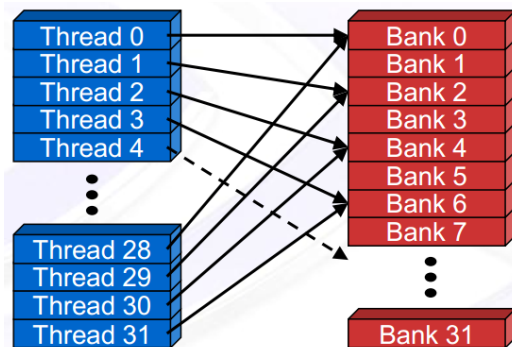 Thread 0
Thread 1
Thread 2
Thread 3
Thread 4
Thread 28
Thread 29
Thread 30
Thread 31
Bank 0
Bank 1
Bank 2
Bank 3
Bank 4
Bank 5
Bank 6
Bank 7
Bank 31